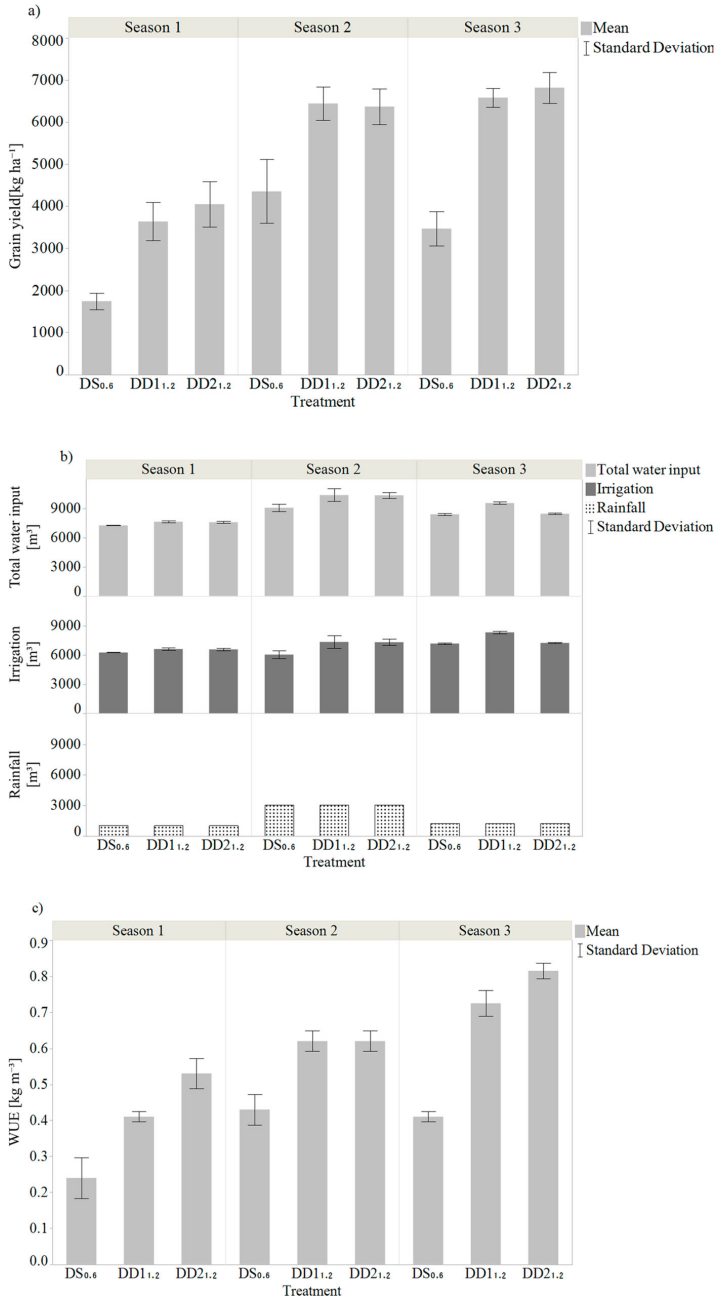 a)
Season 1 Season 2 Season 3
Mean
Standard Deviation
8000
7000
6000
5000
4000
3000
2000
1000
0
Grain yield[kg ha⁻¹]
DS₀.₆ DD1₁.₂ DD2₁.₂ DS₀.₆ DD1₁.₂ DD2₁.₂ DS₀.₆ DD1₁.₂ DD2₁.₂
Treatment
b)
Season 1 Season 2 Season 3
Total water input
Irrigation
Rainfall
Standard Deviation
Total water input
[m³]
9000
6000
3000
0
Irrigation
[m³]
9000
6000
3000
0
Rainfall
[m³]
9000
6000
3000
0
DS₀.₆ DD1₁.₂ DD2₁.₂ DS₀.₆ DD1₁.₂ DD2₁.₂ DS₀.₆ DD1₁.₂ DD2₁.₂
Treatment
c)
Season 1 Season 2 Season 3
Mean
Standard Deviation
0.9
0.8
0.7
0.6
0.5
0.4
0.3
0.2
0.1
0.0
WUE [kg m⁻³]
DS₀.₆ DD1₁.₂ DD2₁.₂ DS₀.₆ DD1₁.₂ DD2₁.₂ DS₀.₆ DD1₁.₂ DD2₁.₂
Treatment